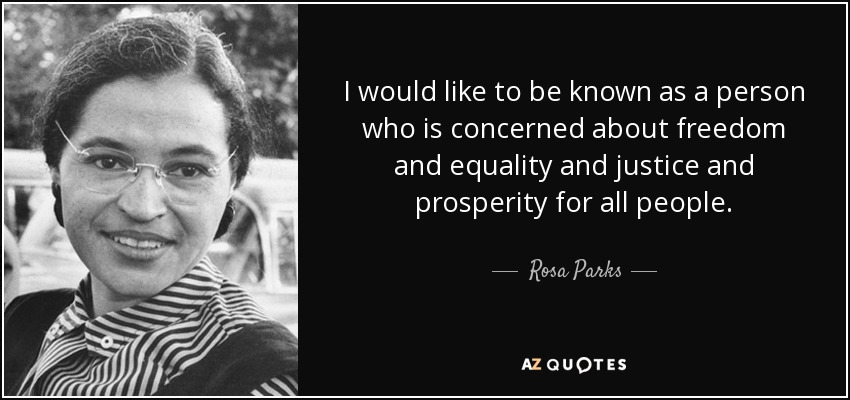 I would like to be known as a person
who is concerned about freedom
and equality and justice and
prosperity for all people.
Rosa Parks
AZ QUOTES